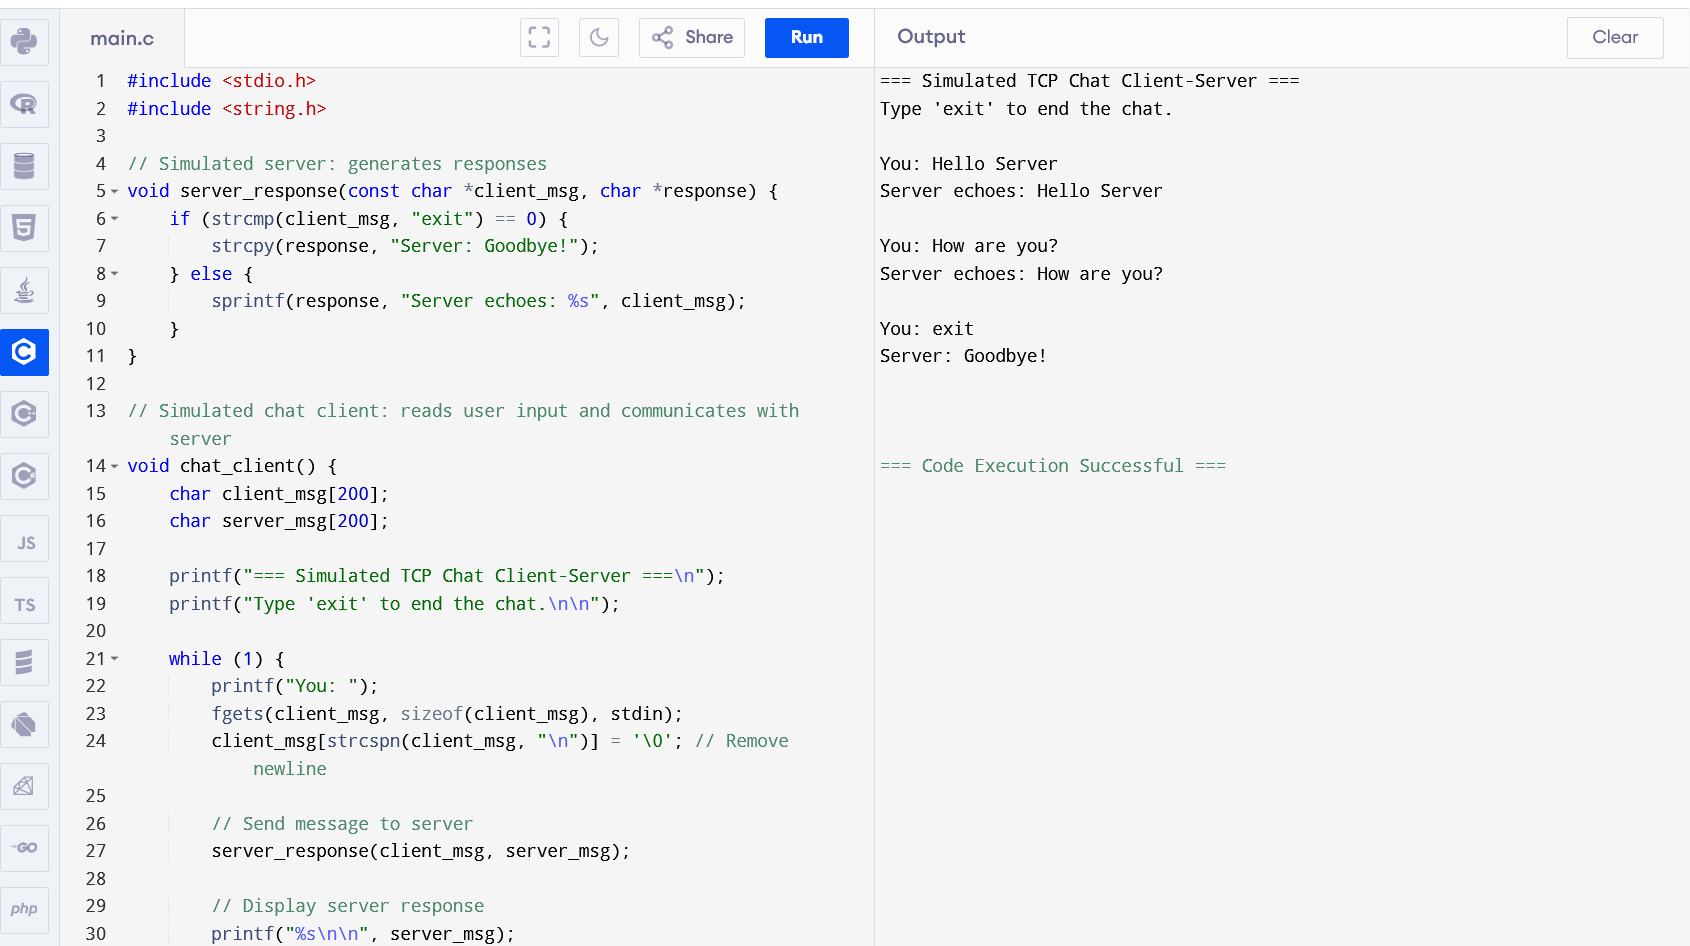 main.c
Share
Run
Output
Clear
1 #include <stdio.h>
2 #include <string.h>
3
4 // Simulated server: generates responses
5 void server_response(const char *client_msg, char *response) {
6     if (strcmp(client_msg, "exit") == 0) {
7         strcpy(response, "Server: Goodbye!");
8     } else {
9         sprintf(response, "Server echoes: %s", client_msg);
10     }
11 }
12
13 // Simulated chat client: reads user input and communicates with
    server
14 void chat_client() {
15     char client_msg[200];
16     char server_msg[200];
17
18     printf("=== Simulated TCP Chat Client-Server ===\n");
19     printf("Type 'exit' to end the chat.\n\n");
20
21     while (1) {
22         printf("You: ");
23         fgets(client_msg, sizeof(client_msg), stdin);
24         client_msg[strcspn(client_msg, "\n")] = '\0'; // Remove
            newline
25
26         // Send message to server
27         server_response(client_msg, server_msg);
28
29         // Display server response
30         printf("%s\n\n", server_msg);
=== Simulated TCP Chat Client-Server ===
Type 'exit' to end the chat.

You: Hello Server
Server echoes: Hello Server

You: How are you?
Server echoes: How are you?

You: exit
Server: Goodbye!

=== Code Execution Successful ===
R
5
C
C
C
JS
TS
GO
php